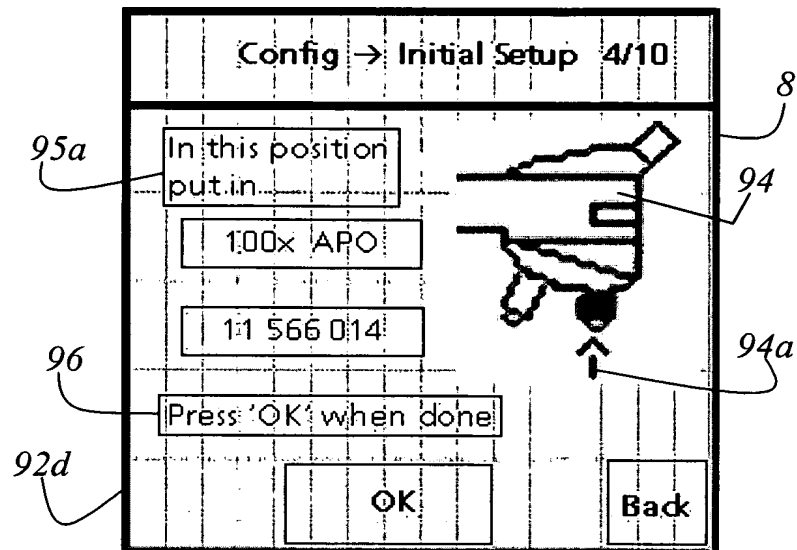 Config → Initial Setup 4/10
8
95a
In this position
put in
94
100x APO
11 566 014
94a
96
Press 'OK' when done
92d
OK
Back